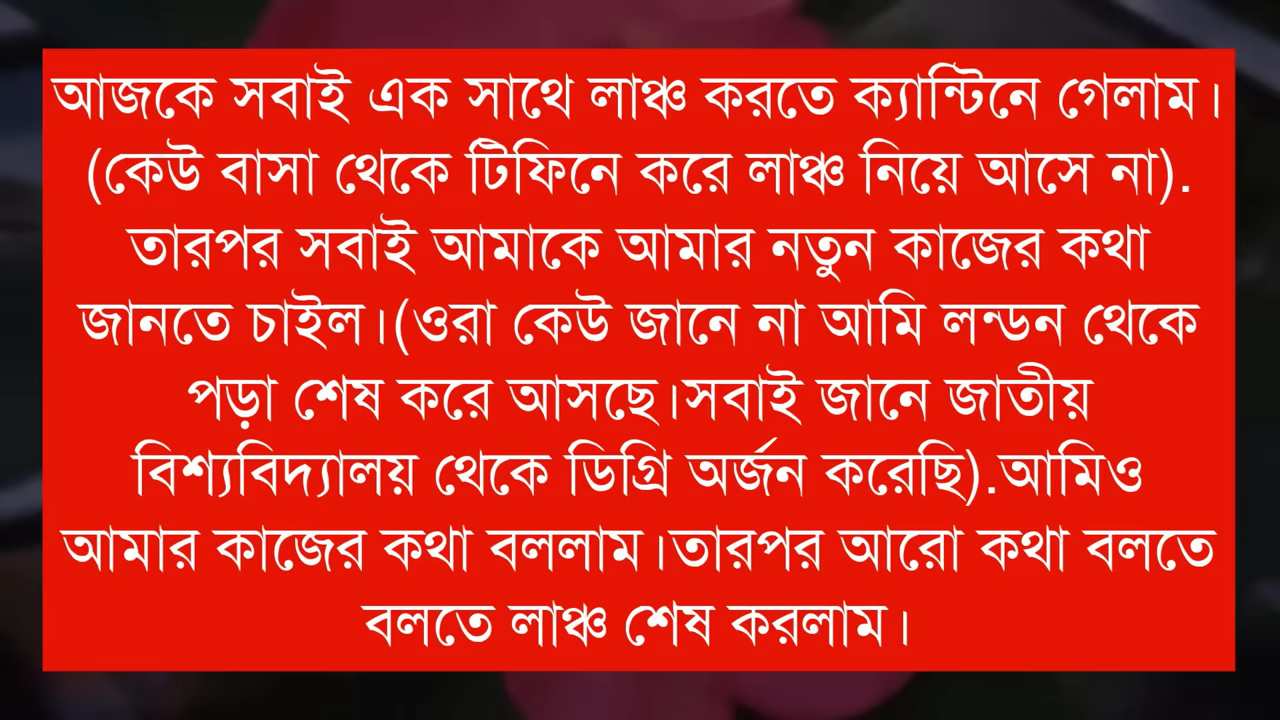 আজকে সবাই এক সাথে লাঞ্চ করতে ক্যান্টিনে গেলাম।
(কেউ বাসা থেকে টিফিনে করে লাঞ্চ নিয়ে আসে না).
তারপর সবাই আমাকে আমার নতুন কাজের কথা
জানতে চাইল।(ওরা কেউ জানে না আমি লন্ডন থেকে
পড়া শেষ করে আসছে।সবাই জানে জাতীয়
বিশ্যবিদ্যালয় থেকে ডিগ্রি অর্জন করেছি).আমিও
আমার কাজের কথা বললাম।তারপর আরো কথা বলতে
বলতে লাঞ্চ শেষ করলাম।